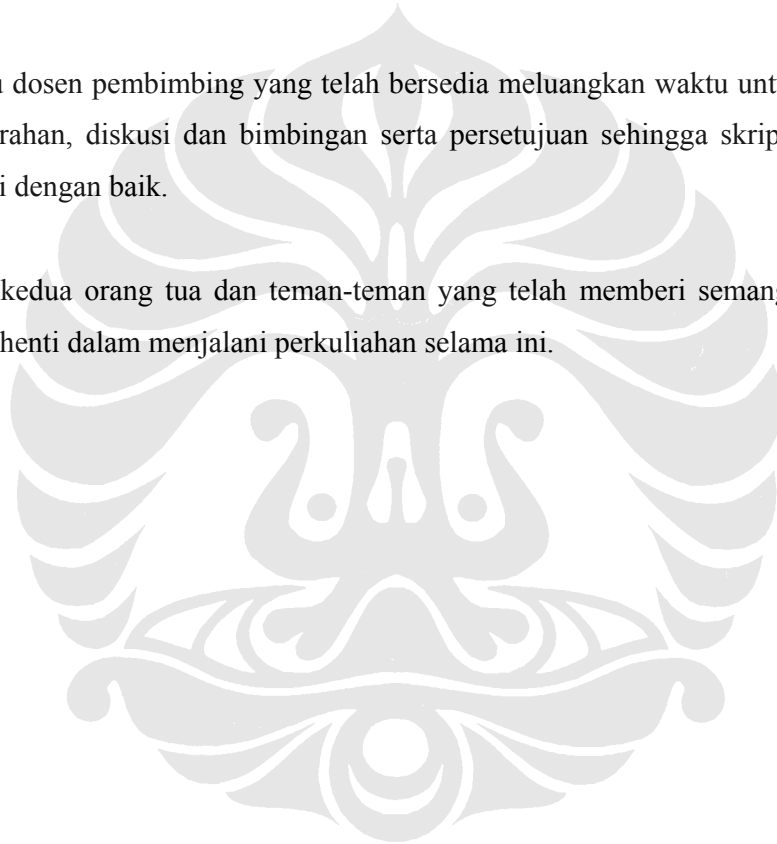 u dosen pembimbing yang telah bersedia meluangkan waktu unt
rahan, diskusi dan bimbingan serta persetujuan sehingga skrip
i dengan baik.
kedua orang tua dan teman-teman yang telah memberi semang
henti dalam menjalani perkuliahan selama ini.